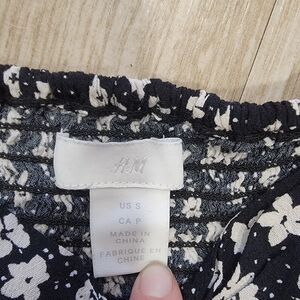 H&M
US S
CA P
MADE IN
CHINA
FABRIQUÉ EN
CHINE